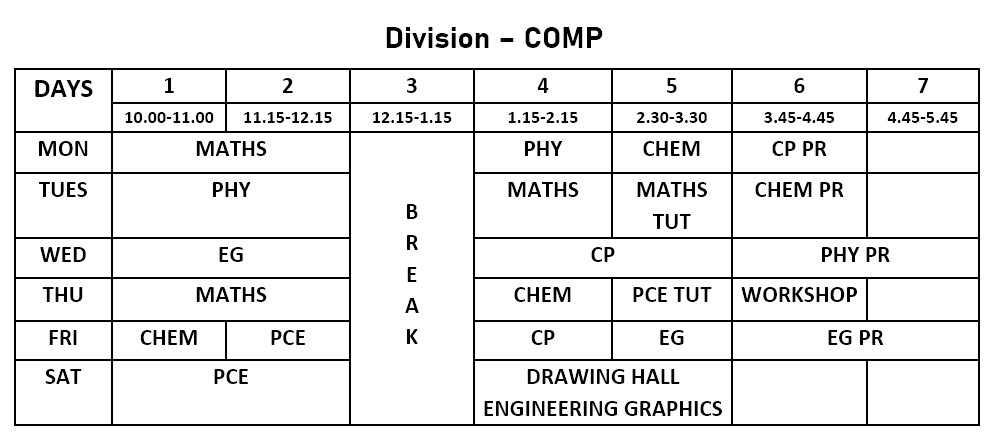 Division – COMP
DAYS 1 2 3 4 5 6 7
10.00-11.00 11.15-12.15 12.15-1.15 1.15-2.15 2.30-3.30 3.45-4.45 4.45-5.45
MON MATHS BREAK PHY CHEM CP PR
TUES PHY MATHS MATHS TUT CHEM PR
WED EG CP PHY PR
THU MATHS CHEM PCE TUT WORKSHOP
FRI CHEM PCE CP EG EG PR
SAT PCE DRAWING HALL ENGINEERING GRAPHICS